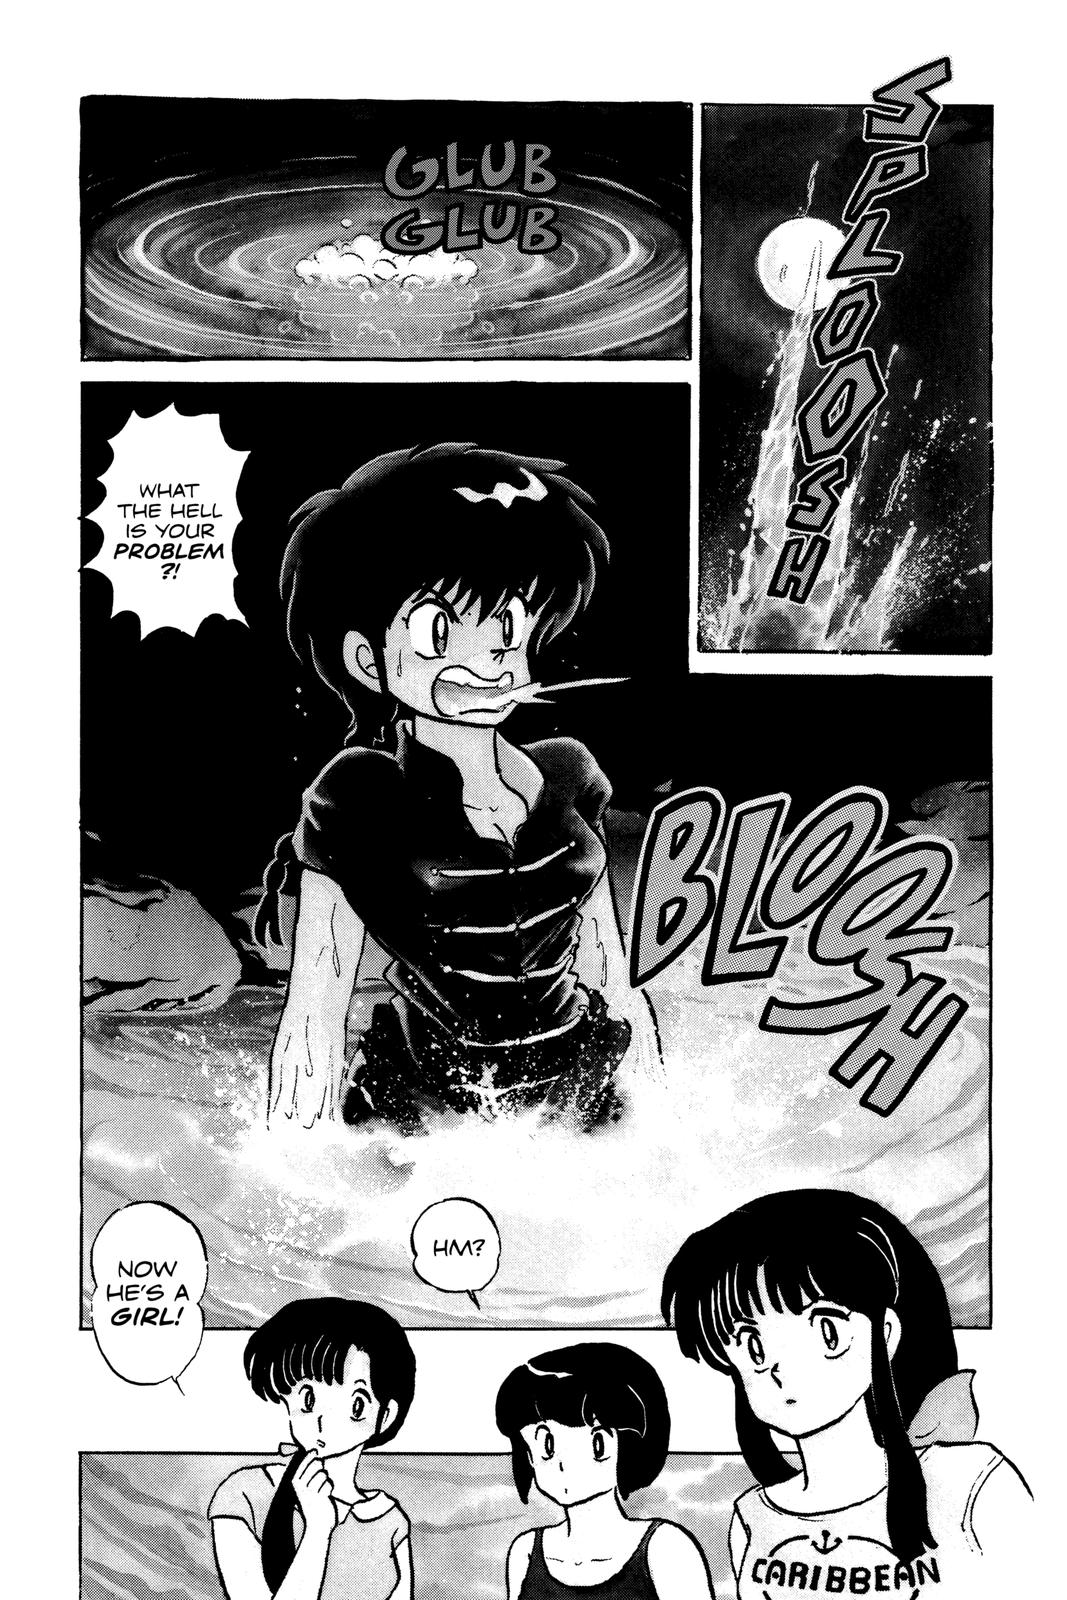 SPLOOSH
GLUB
GLUB
WHAT
THE HELL
IS YOUR
PROBLEM
?!
BLOOSH
HM?
NOW
HE'S A
GIRL!
CARIBBEAN